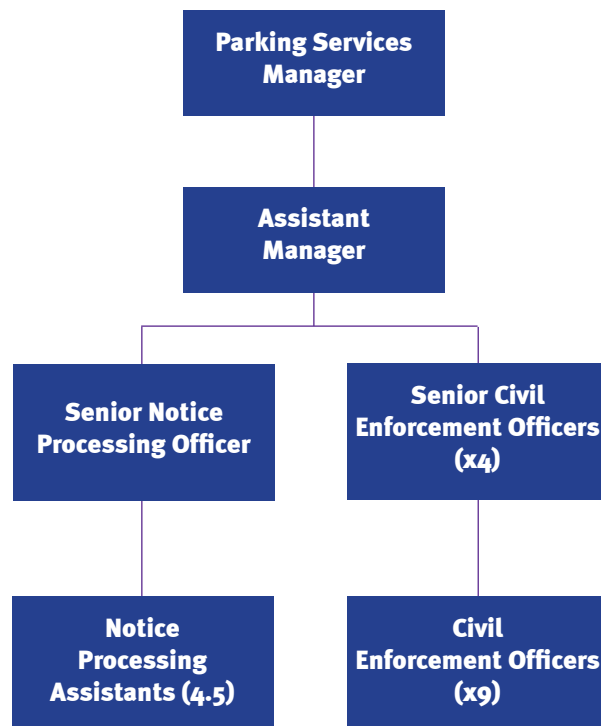 Parking Services
Manager
Assistant
Manager
Senior Notice
Processing Officer
Senior Civil
Enforcement Officers
(x4)
Notice
Processing
Assistants (4.5)
Civil
Enforcement Officers
(x9)